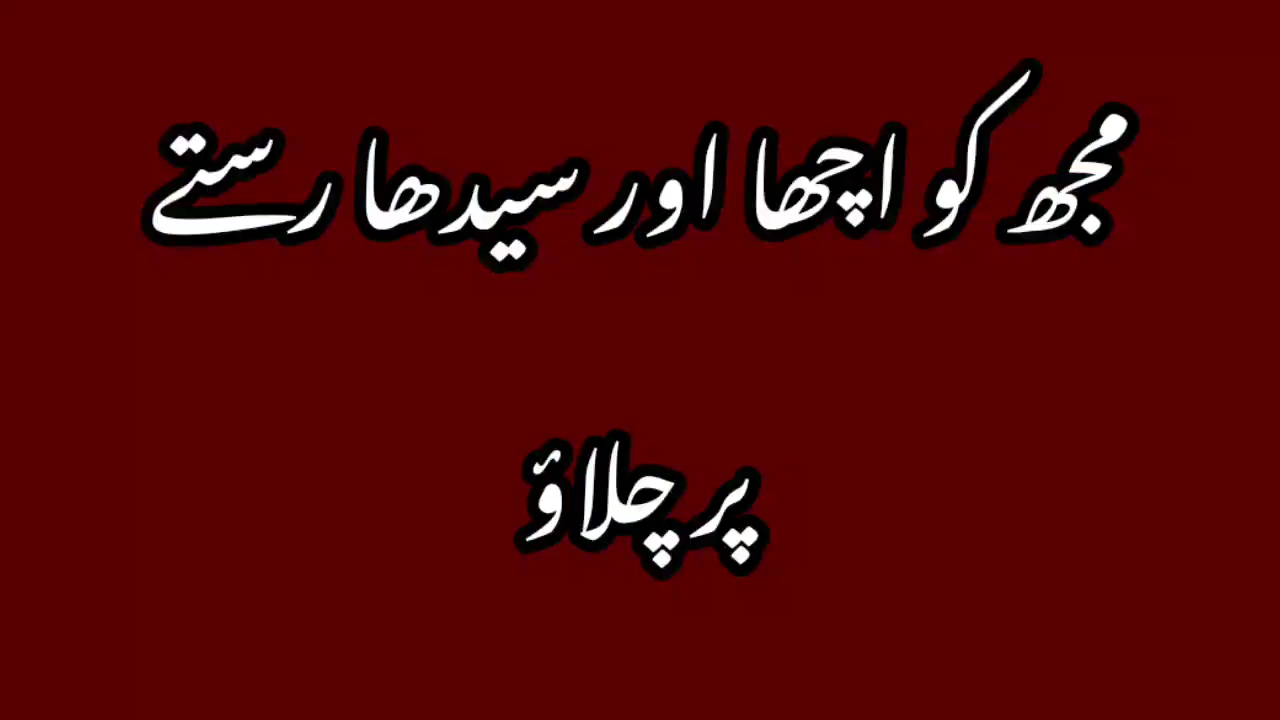 مجھ کو اچھا اور سیدھا رستے
پر چلاؤ